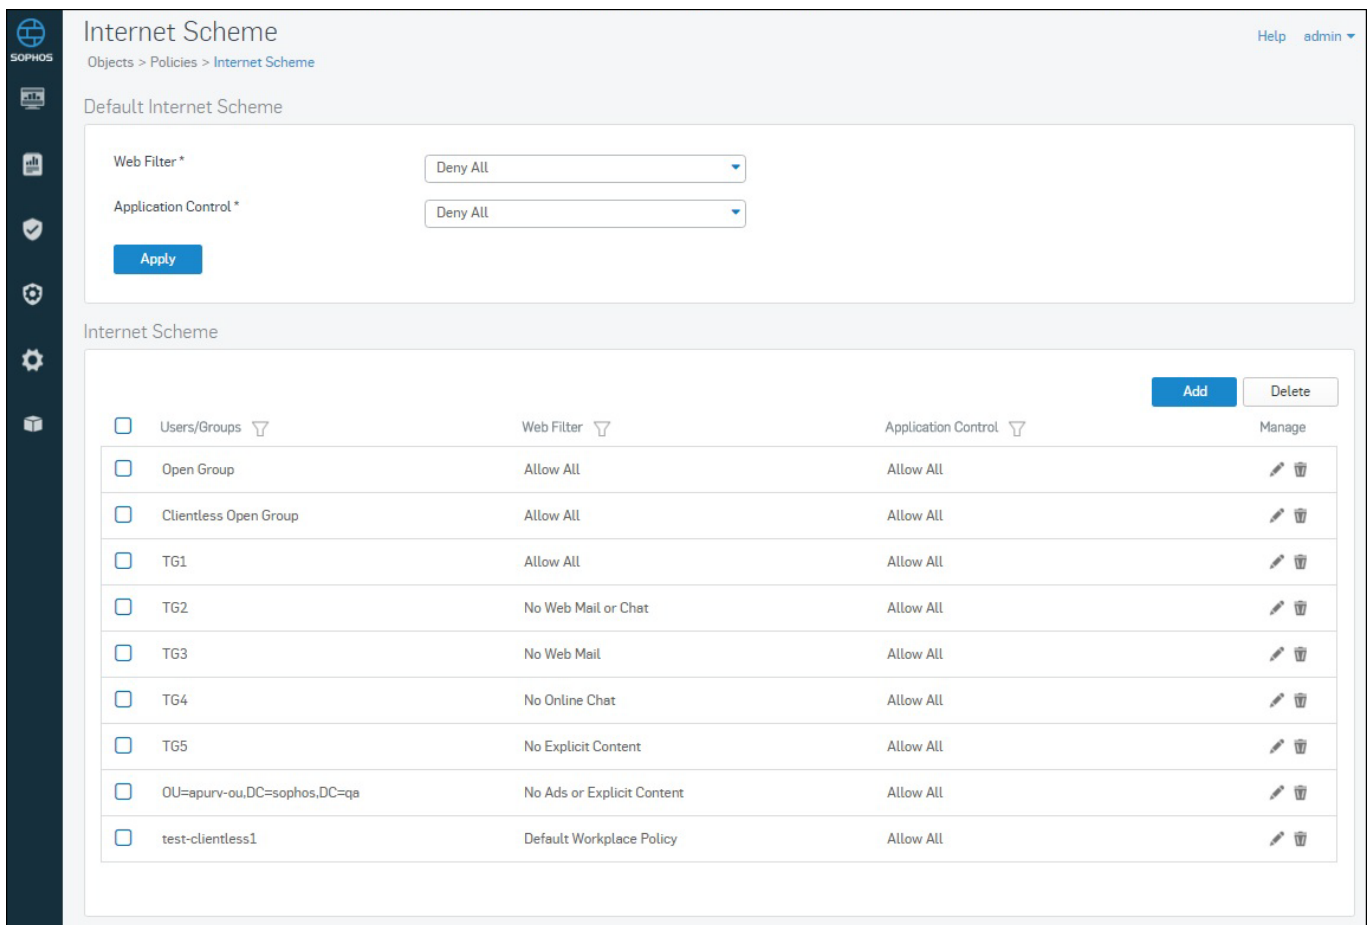 SOPHOS
Internet Scheme
Help admin
Objects > Policies > Internet Scheme
Default Internet Scheme
Web Filter * Deny All
Application Control * Deny All
Apply
Internet Scheme
Add Delete
Users/Groups Web Filter Application Control Manage
Open Group Allow All Allow All
Clientless Open Group Allow All Allow All
TG1 Allow All Allow All
TG2 No Web Mail or Chat Allow All
TG3 No Web Mail Allow All
TG4 No Online Chat Allow All
TG5 No Explicit Content Allow All
OU=apurv-ou,DC=sophos,DC=qa No Ads or Explicit Content Allow All
test-clientless1 Default Workplace Policy Allow All